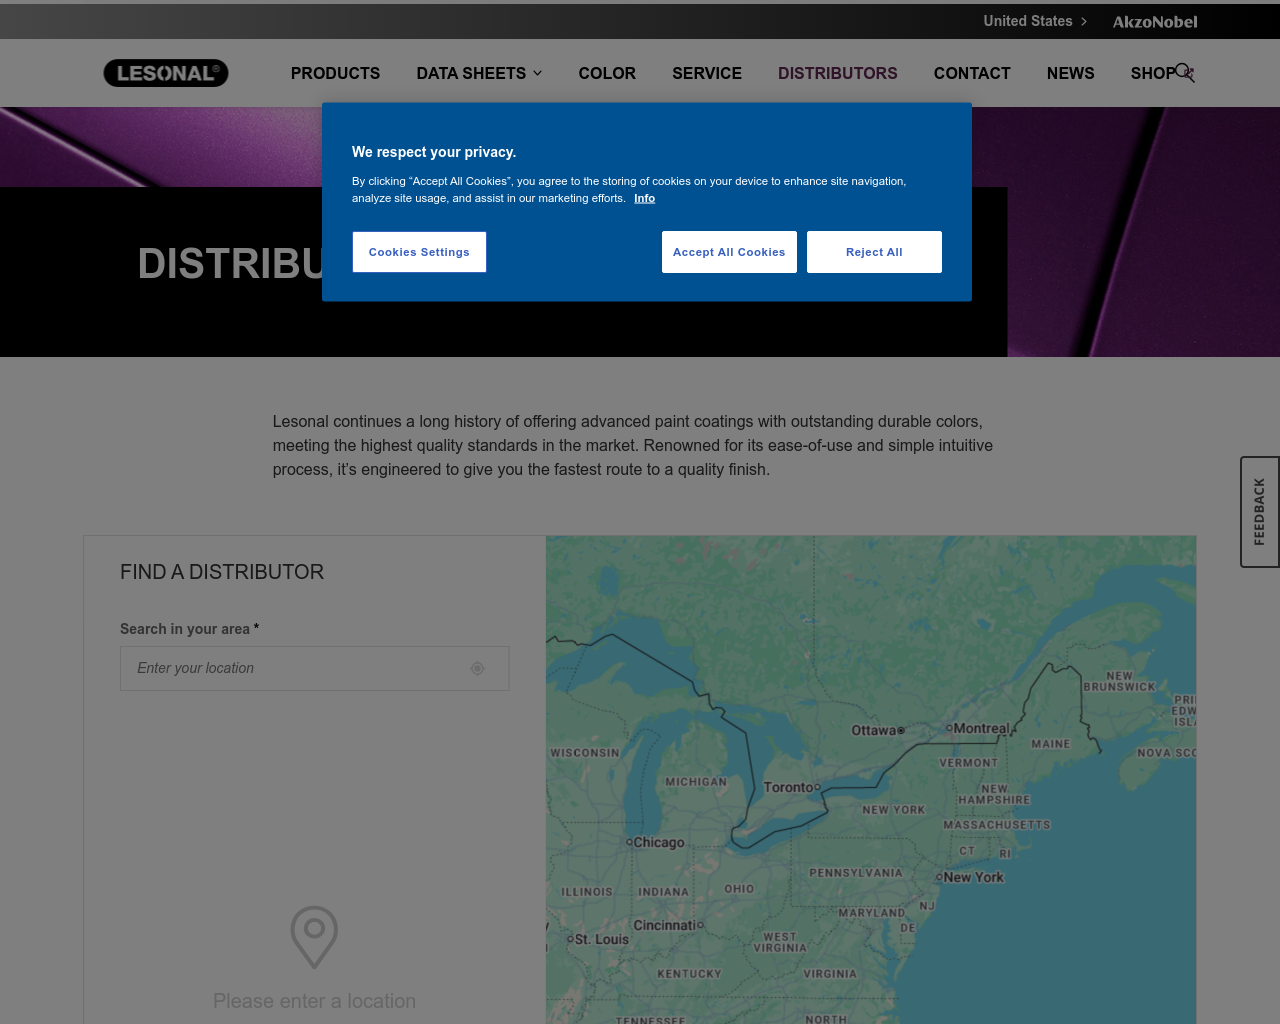 United States
AkzoNobel
LESONAL®
PRODUCTS
DATA SHEETS
COLOR
SERVICE
DISTRIBUTORS
CONTACT
NEWS
SHOP
We respect your privacy.
By clicking “Accept All Cookies”, you agree to the storing of cookies on your device to enhance site navigation,
analyze site usage, and assist in our marketing efforts. Info
Cookies Settings
Accept All Cookies
Reject All
DISTRIBU
Lesonal continues a long history of offering advanced paint coatings with outstanding durable colors,
meeting the highest quality standards in the market. Renowned for its ease-of-use and simple intuitive
process, it’s engineered to give you the fastest route to a quality finish.
FEEDBACK
FIND A DISTRIBUTOR
Search in your area *
Enter your location
Please enter a location
NEW
BRUNSWICK
PRI
EDW
ISL
Ottawa
Montreal
MAINE
NOVA SCO
WISCONSIN
VERMONT
MICHIGAN
Toronto
NEW
HAMPSHIRE
NEW YORK
MASSACHUSETTS
Chicago
CT
RI
PENNSYLVANIA
New York
ILLINOIS
INDIANA
OHIO
NJ
MARYLAND
Cincinnati
DE
St. Louis
WEST
VIRGINIA
KENTUCKY
VIRGINIA
TENNESSEE
NORTH